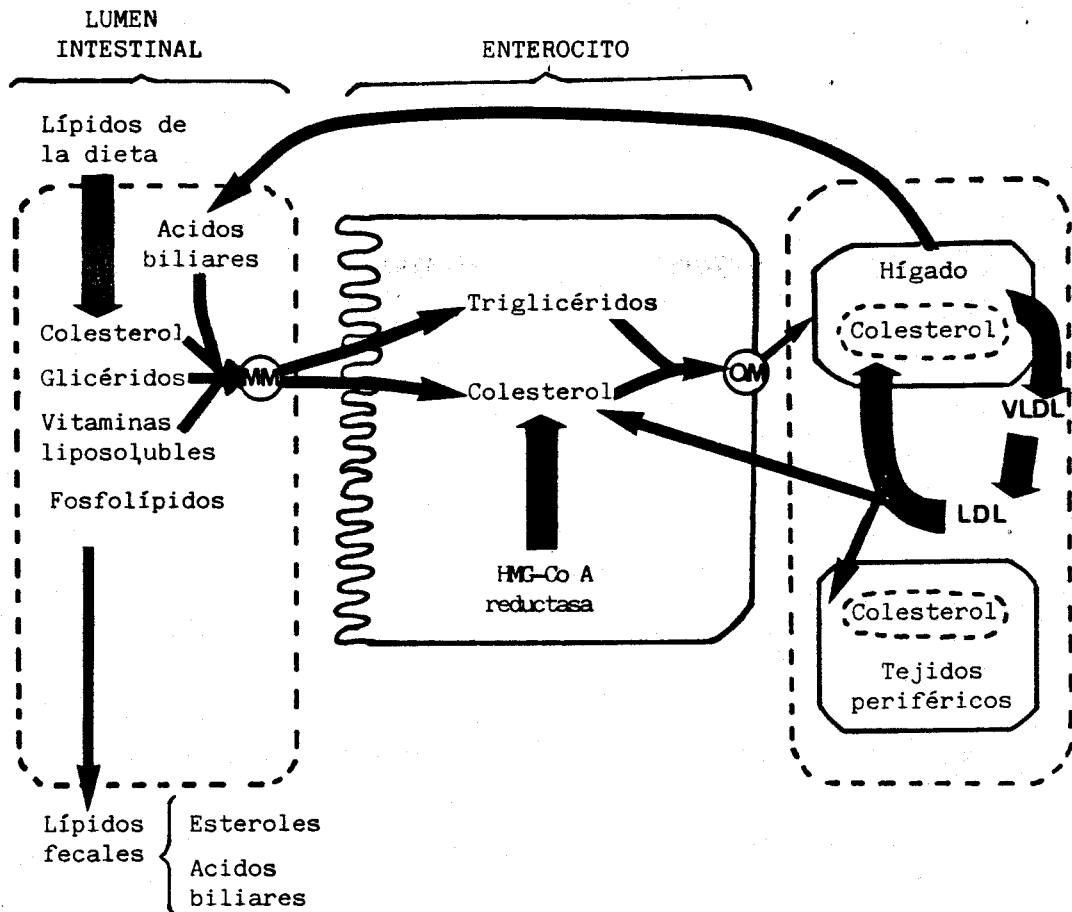 LUMEN
INTESTINAL
ENTEROCITO
Lípidos de
la dieta
Acidos
biliares
Colesterol
Glicéridos
Vitaminas
liposolubles
Fosfolípidos
MM
Triglicéridos
Colesterol
HMG-Co A
reductasa
QM
Hígado
Colesterol
VLDL
LDL
Colesterol
Tejidos
periféricos
Lípidos
fecales
Esteroles
Acidos
biliares